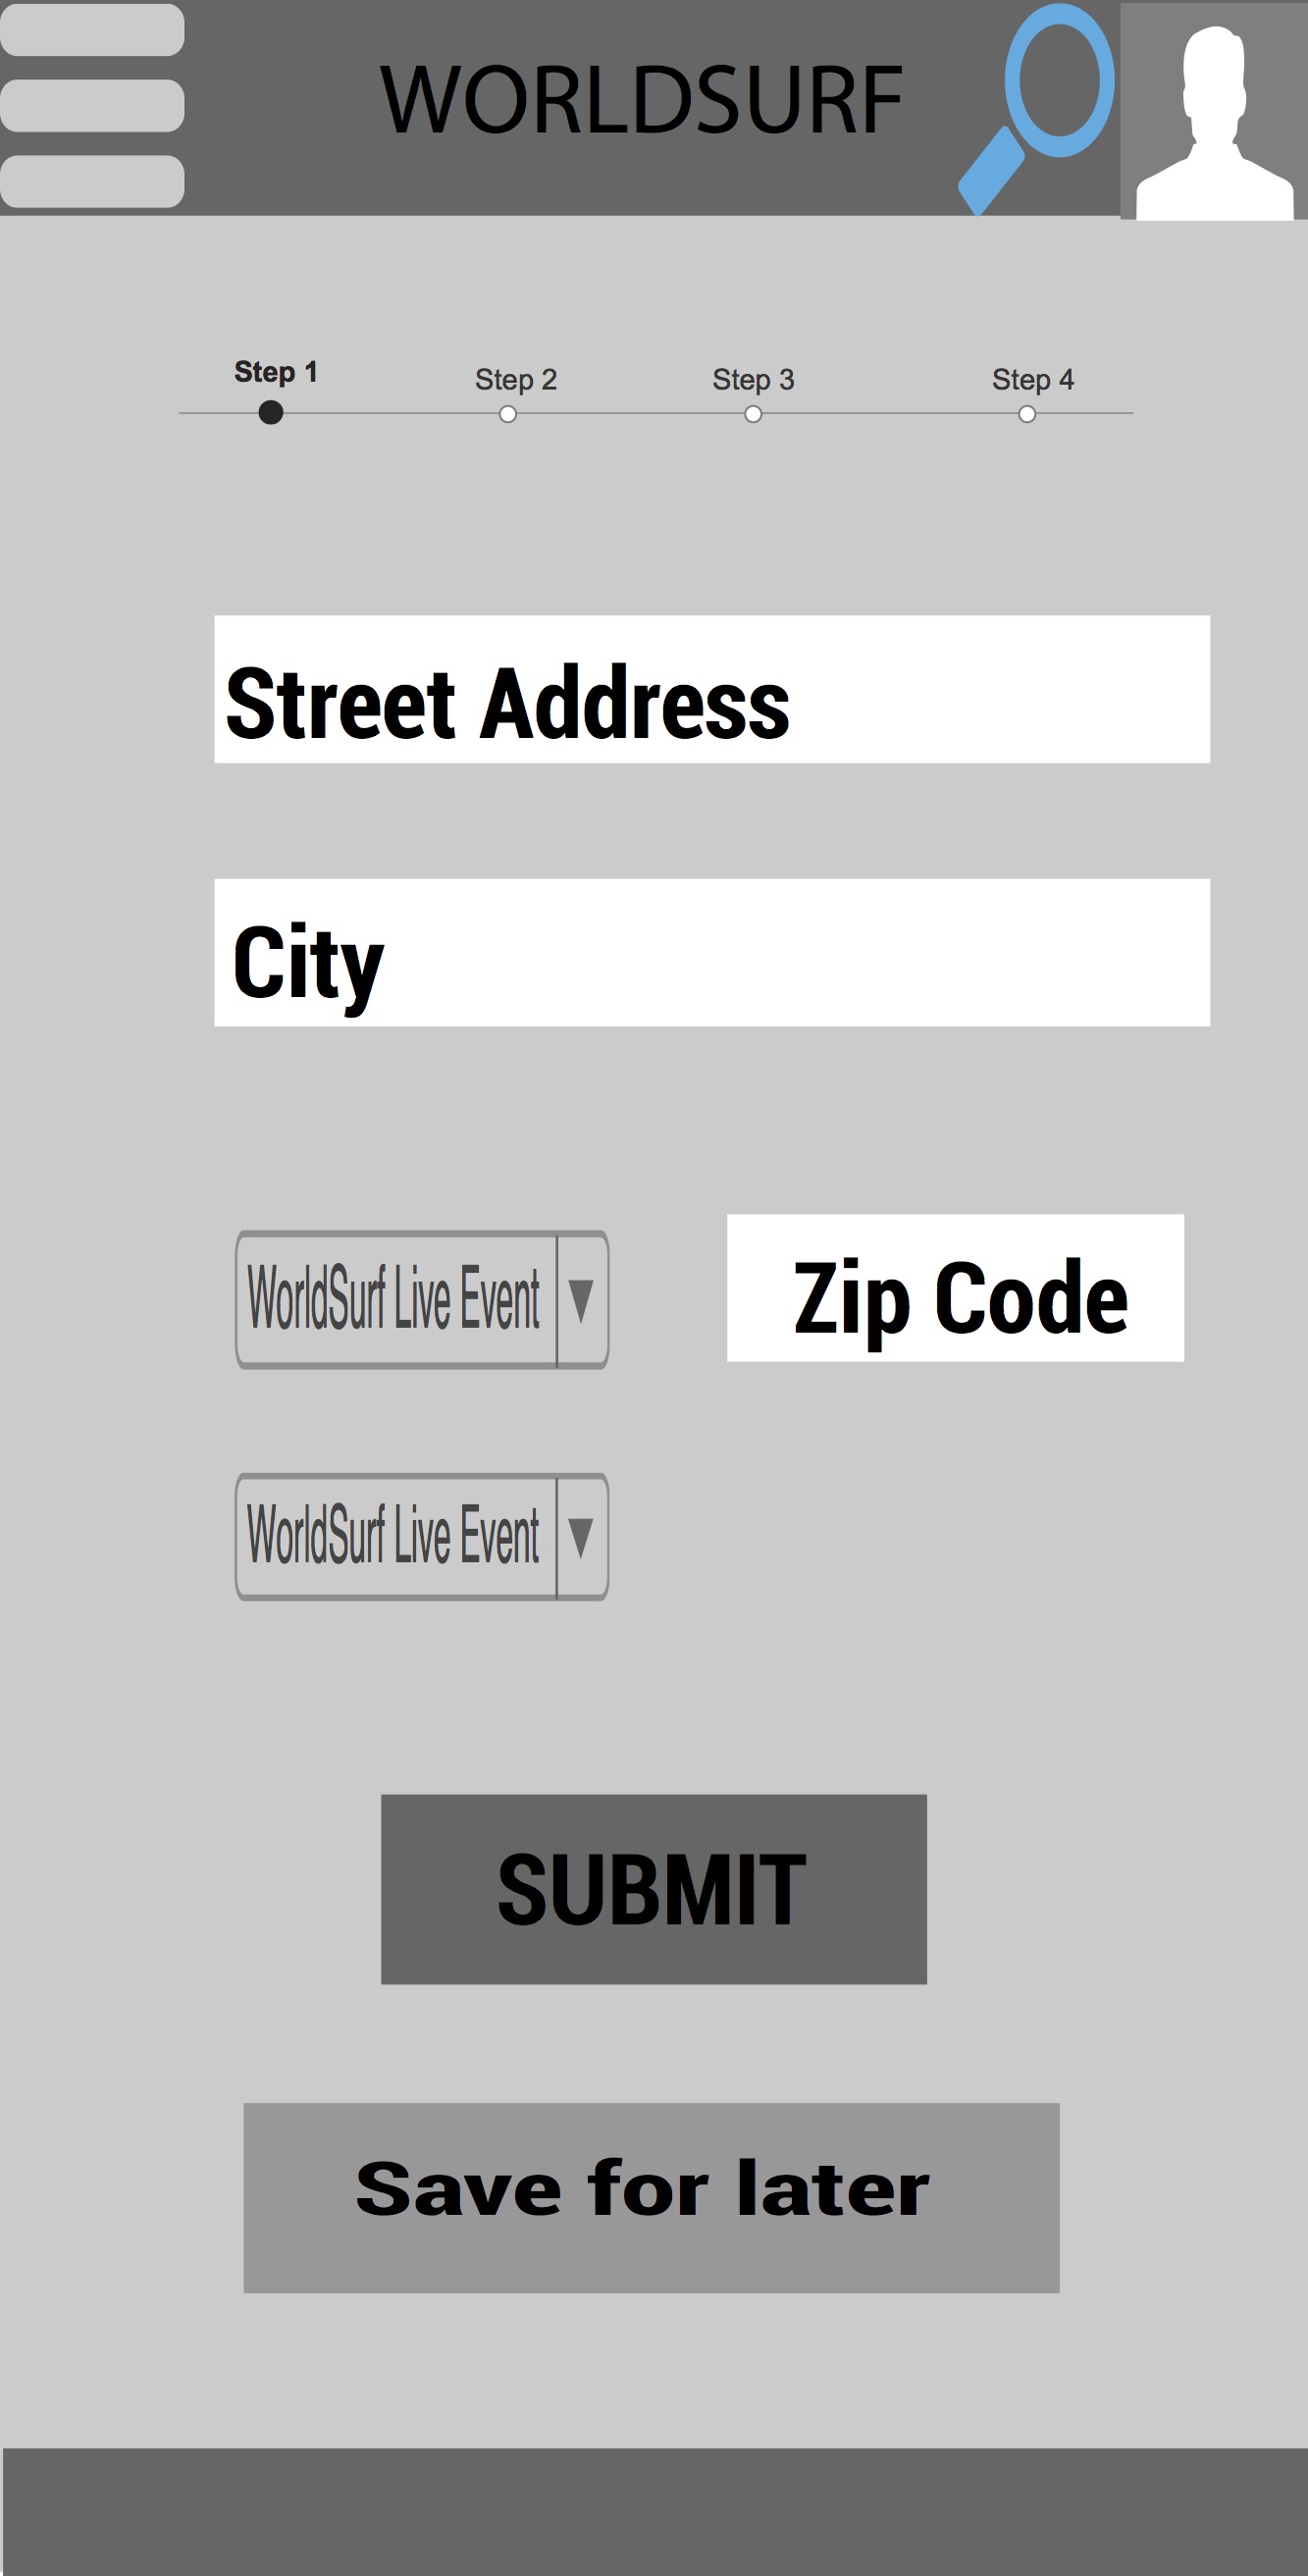 WORLDSURF
Step 1 Step 2 Step 3 Step 4
Street Address
City
WorldSurf Live Event Zip Code
WorldSurf Live Event
SUBMIT
Save for later